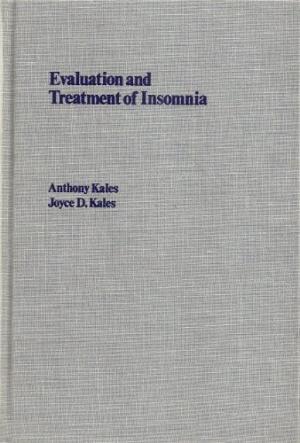 Evaluation and
Treatment of Insomnia
Anthony Kales
Joyce D. Kales